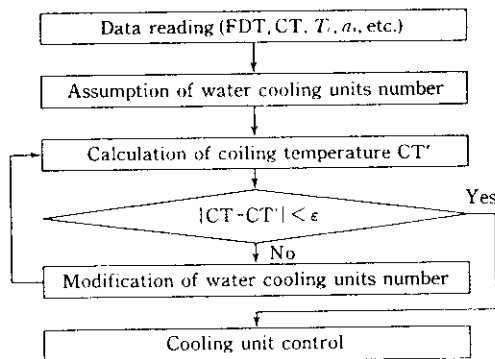 Data reading (FDT, CT, Tᵢ, aᵢ, etc.)
Assumption of water cooling units number
Calculation of coiling temperature CT′
Yes
|CT-CT′| < ε
No
Modification of water cooling units number
Cooling unit control